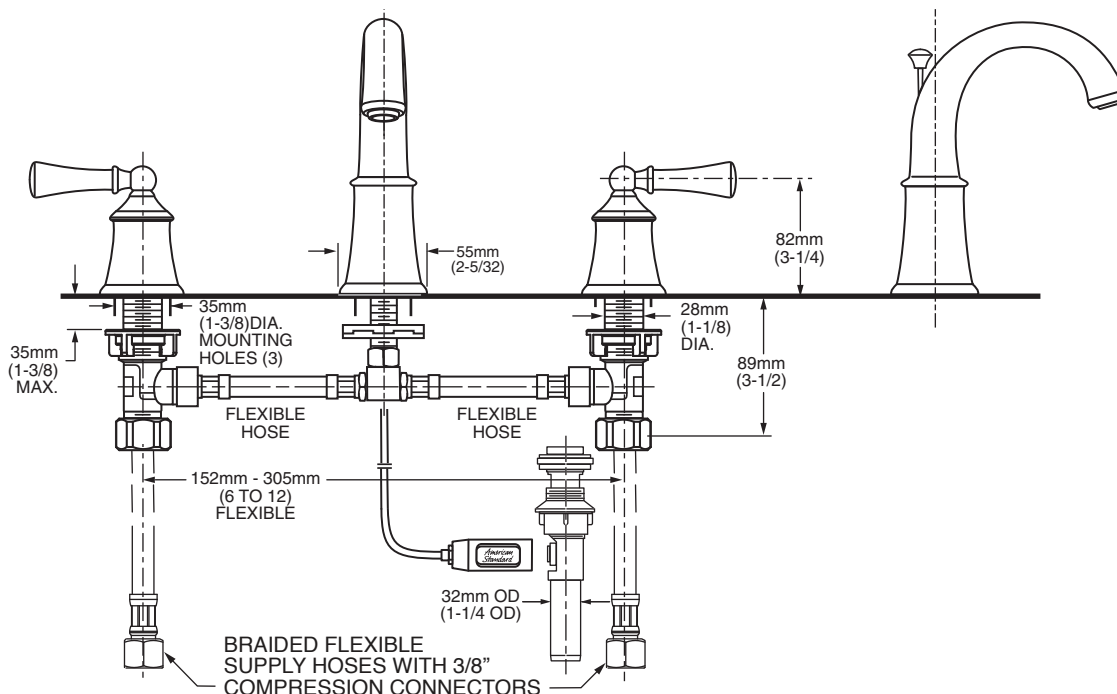 82mm
(3-1/4)
55mm
(2-5/32)
35mm
(1-3/8)DIA.
MOUNTING
HOLES (3)
28mm
(1-1/8)
DIA.
35mm
(1-3/8)
MAX.
89mm
(3-1/2)
FLEXIBLE
HOSE
FLEXIBLE
HOSE
152mm - 305mm
(6 TO 12)
FLEXIBLE
American
Standard
32mm OD
(1-1/4 OD)
BRAIDED FLEXIBLE
SUPPLY HOSES WITH 3/8”
COMPRESSION CONNECTORS